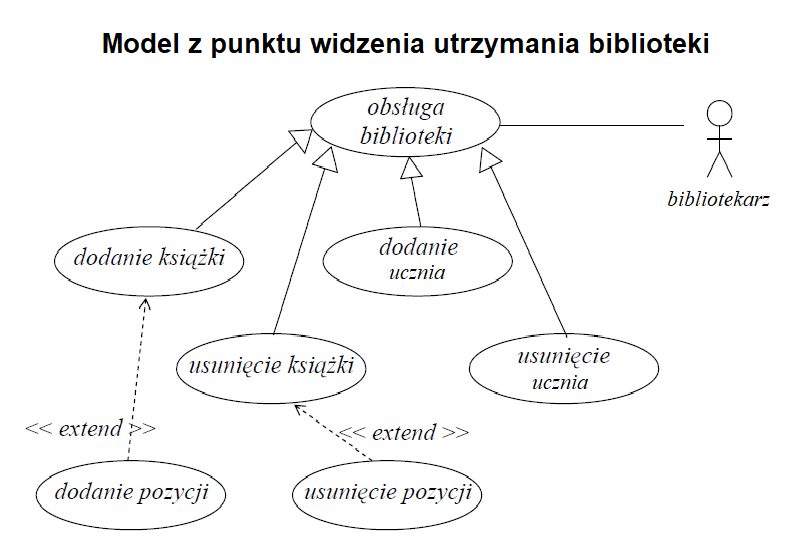 Model z punktu widzenia utrzymania biblioteki
obsługa
biblioteki
bibliotekarz
dodanie książki
dodanie
ucznia
usunięcie książki
usunięcie
ucznia
<< extend >>
<< extend >>
dodanie pozycji
usunięcie pozycji